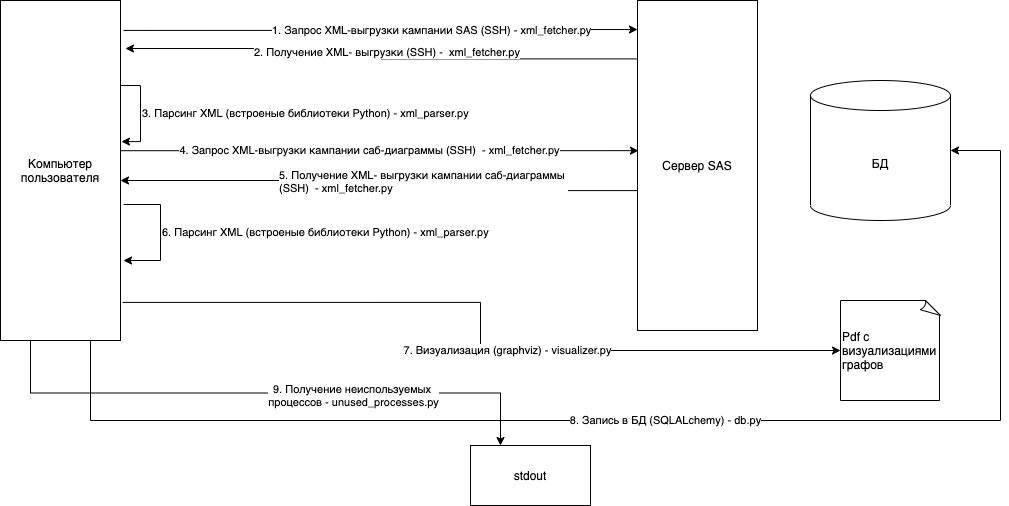 1. Запрос XML-выгрузки кампании SAS (SSH) - xml_fetcher.py
2. Получение XML- выгрузки (SSH) - xml_fetcher.py
3. Парсинг XML (встроеные библиотеки Python) - xml_parser.py
4. Запрос XML-выгрузки кампании саб-диаграммы (SSH) - xml_fetcher.py
Компьютер
пользователя
Сервер SAS
БД
5. Получение XML- выгрузки кампании саб-диаграммы
(SSH) - xml_fetcher.py
6. Парсинг XML (встроеные библиотеки Python) - xml_parser.py
Pdf с
визуализациями
графов
7. Визуализация (graphviz) - visualizer.py
9. Получение неиспользуемых
процессов - unused_processes.py
8. Запись в БД (SQLALchemy) - db.py
stdout